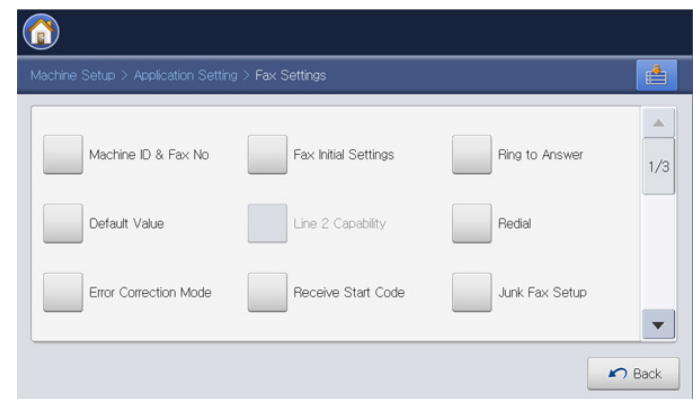 Machine Setup > Application Setting > Fax Settings
Machine ID & Fax No
Fax Initial Settings
Ring to Answer
1/3
Default Value
Line 2 Capability
Redial
Error Correction Mode
Receive Start Code
Junk Fax Setup
Back